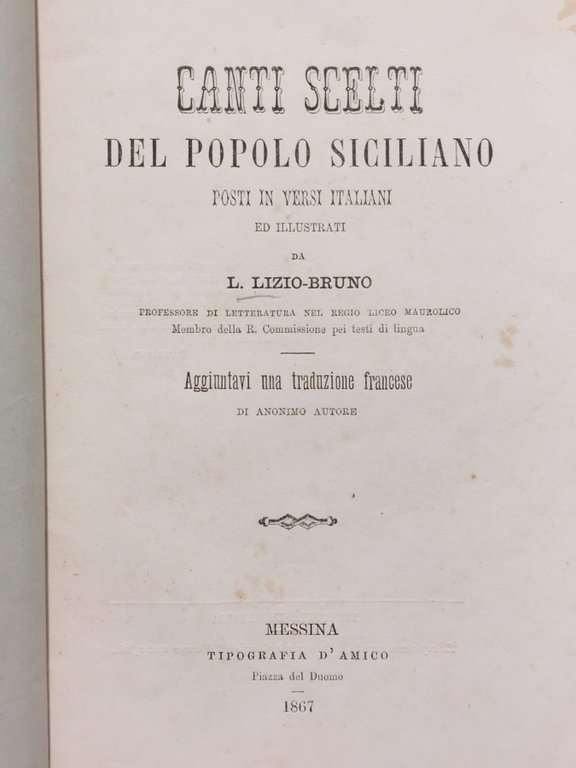 CANTI SCELTI
DEL POPOLO SICILIANO
POSTI IN VERSI ITALIANI
ED ILLUSTRATI
DA
L. LIZIO-BRUNO
PROFESSORE DI LETTERATURA NEL REGIO LICEO MAUROLICO
Membro della R. Commissione pei testi di lingua
Aggiuntavi una traduzione francese
DI ANONIMO AUTORE
MESSINA
TIPOGRAFIA D'AMICO
Piazza del Duomo
1867